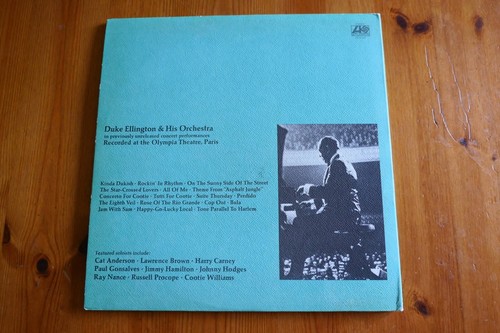 Duke Ellington & His Orchestra
in previously unreleased concert performances
Recorded at the Olympia Theatre, Paris
Kinda Dukish · Rockin' In Rhythm · On The Sunny Side Of The Street
The Star-Crossed Lovers · All Of Me · Theme From "Asphalt Jungle"
Concerto For Cootie · Tutti For Cootie · Suite Thursday · Perdido
The Eighth Veil · Rose Of The Rio Grande · Cop Out · Bula
Jam With Sam · Happy-Go-Lucky Local · Tone Parallel To Harlem
Featured soloists include:
Cat Anderson · Lawrence Brown · Harry Carney
Paul Gonsalves · Jimmy Hamilton · Johnny Hodges
Ray Nance · Russell Procope · Cootie Williams